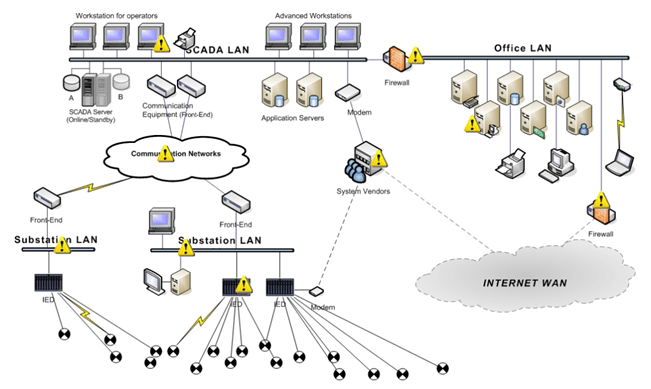 Workstation for operators
Advanced Workstations
SCADA LAN
Office LAN
Firewall
A
B
SCADA Server
(Online/Standby)
Communication
Equipment (Front-End)
Application Servers
Modem
Communication Networks
System Vendors
Front-End
Front-End
Firewall
Substation LAN
Substation LAN
INTERNET WAN
IED
IED
IED
Modem